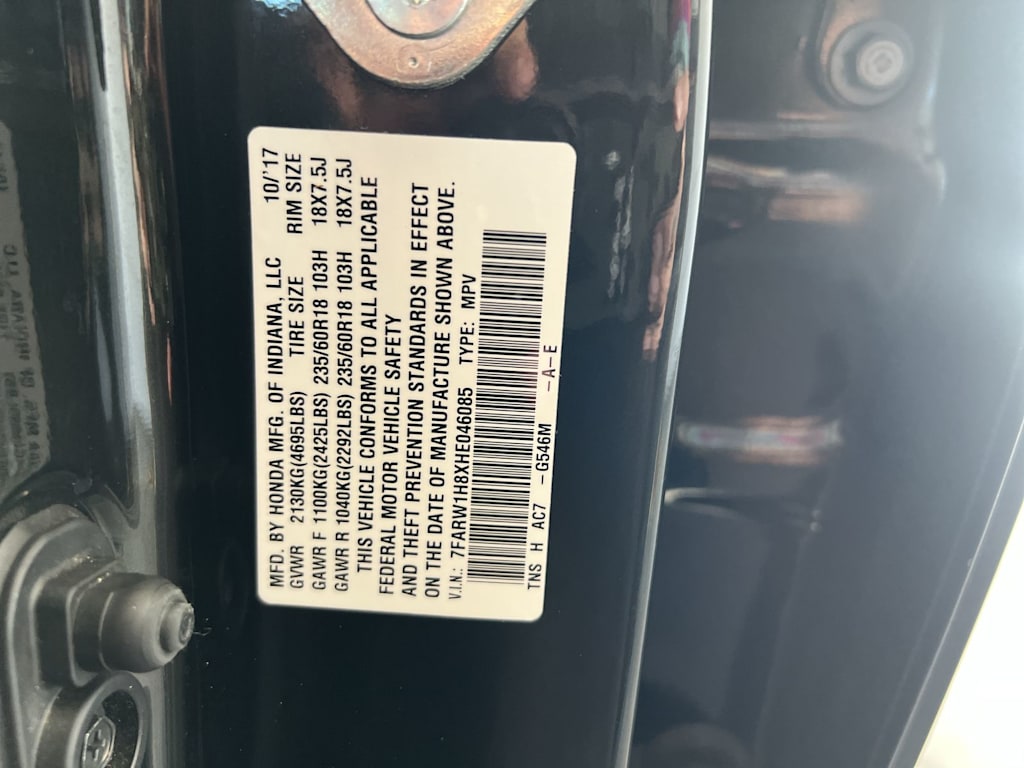 MFD. BY HONDA MFG. OF INDIANA, LLC 10/'17
GVWR 2130KG(4695LBS) TIRE SIZE RIM SIZE
GAWR F 1100KG(2425LBS) 235/60R18 103H 18X7.5J
GAWR R 1040KG(2292LBS) 235/60R18 103H 18X7.5J
THIS VEHICLE CONFORMS TO ALL APPLICABLE
FEDERAL MOTOR VEHICLE SAFETY
AND THEFT PREVENTION STANDARDS IN EFFECT
ON THE DATE OF MANUFACTURE SHOWN ABOVE.
V.I.N.: 7FARW1H8XHE046085 TYPE: MPV
TNS H AC7 -G546M -A-E